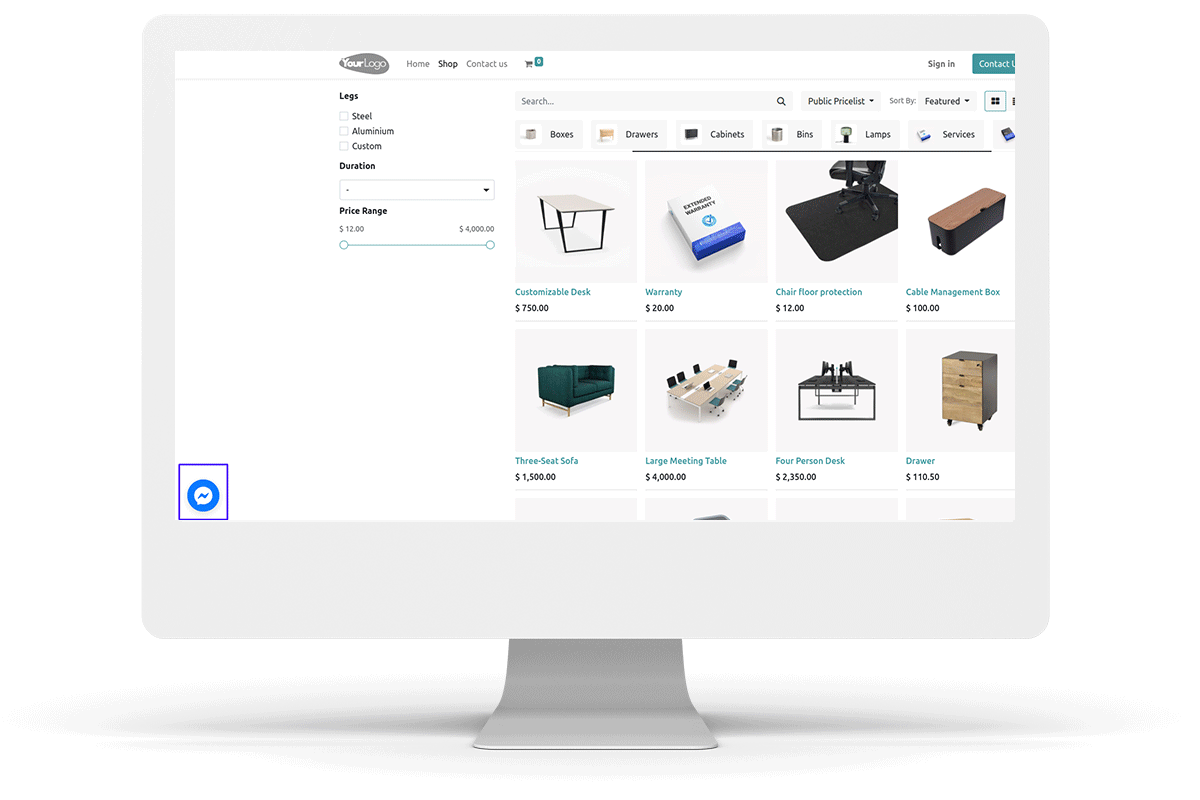 YourLogo Home Shop Contact us 0 Sign in Contact U
Legs
Steel
Aluminium
Custom
Duration
-
Price Range
$ 12.00 $ 4,000.00
Search... Public Pricelist Sort By: Featured
Boxes Drawers Cabinets Bins Lamps Services
EXTENDED
WARRANTY
Customizable Desk Warranty Chair floor protection Cable Management Box
$ 750.00 $ 20.00 $ 12.00 $ 100.00
Three-Seat Sofa Large Meeting Table Four Person Desk Drawer
$ 1,500.00 $ 4,000.00 $ 2,350.00 $ 110.50